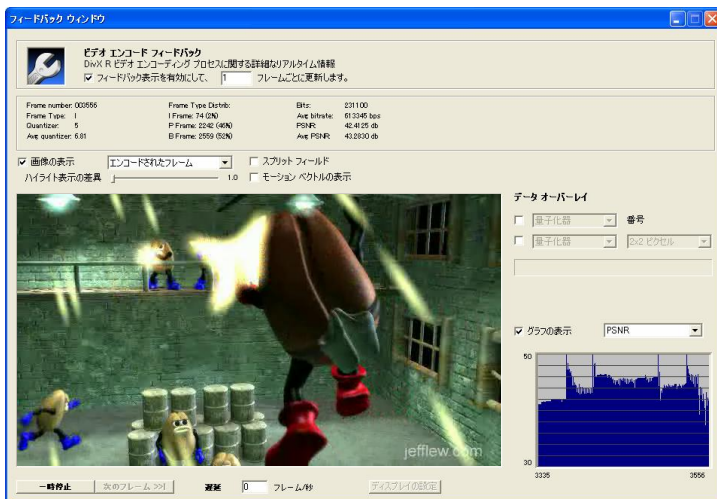 フィードバック ウィンドウ
ビデオ エンコード フィードバック
DivX R ビデオ エンコーディング プロセスに関する詳細なリアルタイム情報
フィードバック表示を有効にして、 1 フレームごとに更新します。
Frame number: 003556 Frame Type Distrib: Bits: 231100
Frame Type: I I Frame: 74 (2%) Ave bitrate: 613345 bps
Quantizer: 5 P Frame: 2242 (46%) PSNR: 42.4125 db
Ave quantizer: 6.81 B Frame: 2559 (52%) Ave PSNR: 43.2830 db
画像の表示 エンコードされたフレーム スプリット フィールド
ハイライト表示の差異 1.0 モーション ベクトルの表示
データ オーバーレイ
量子化器 番号
量子化器 2x2 ピクセル
グラフの表示 PSNR
50
30
3335 3556
jefflew.com
一時停止 次のフレーム >>| 遅延 0 フレーム/秒 ディスプレイの設定